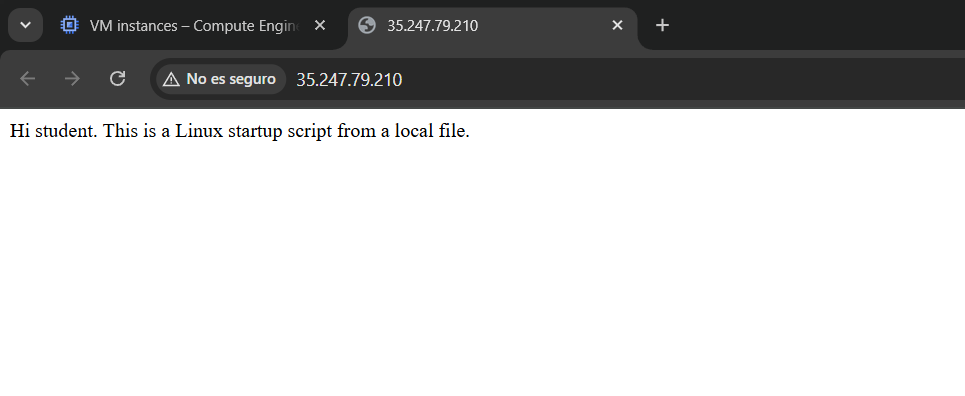 VM instances – Compute Engin
35.247.79.210
No es seguro
35.247.79.210
Hi student. This is a Linux startup script from a local file.